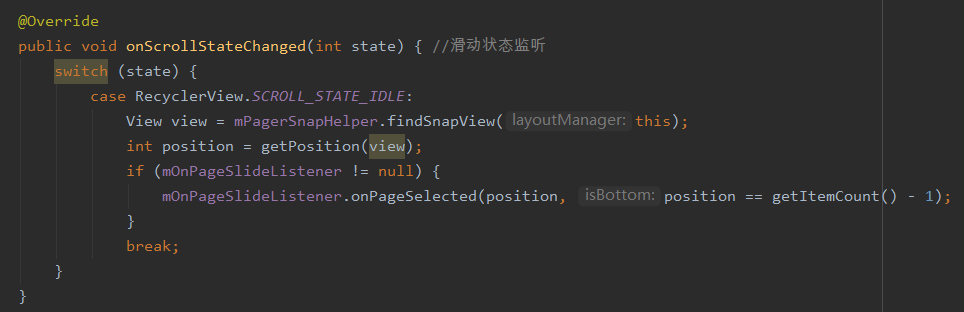 @Override
public void onScrollStateChanged(int state) { //滑动状态监听
switch (state) {
case RecyclerView.SCROLL_STATE_IDLE:
View view = mPagerSnapHelper.findSnapView( layoutManager: this);
int position = getPosition(view);
if (mOnPageSlideListener != null) {
mOnPageSlideListener.onPageSelected(position, isBottom: position == getItemCount() - 1);
}
break;
}
}